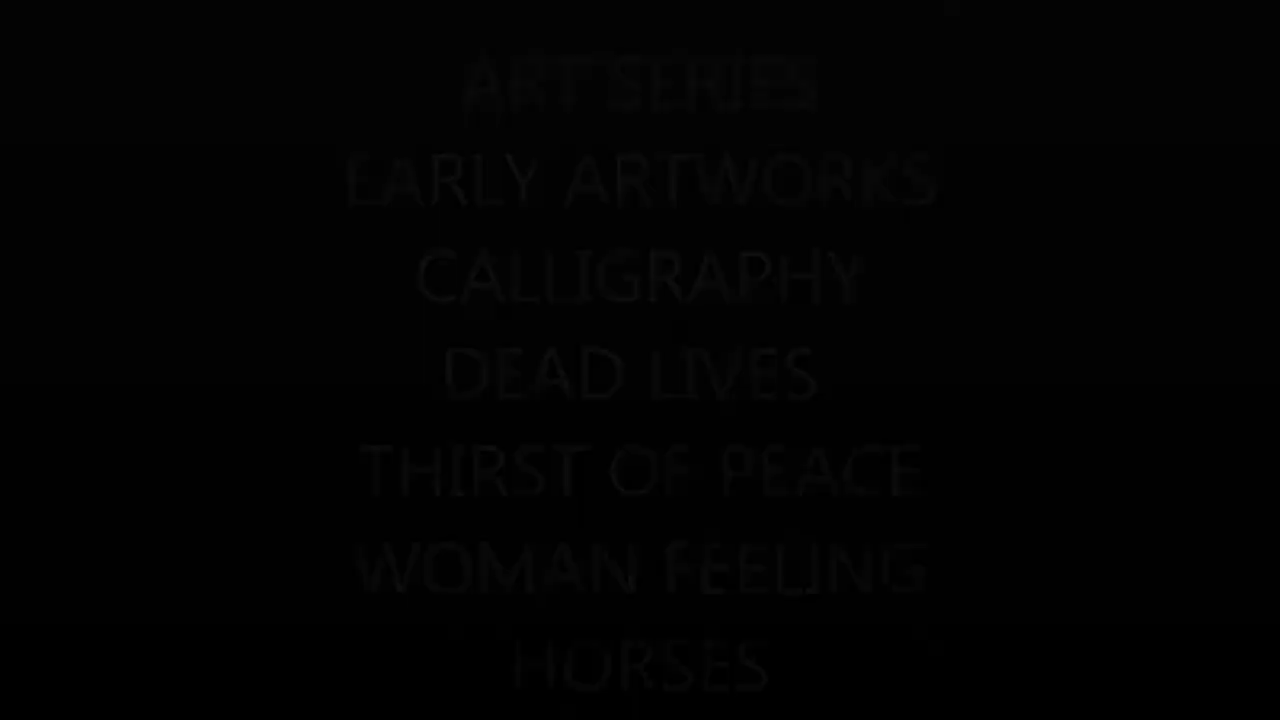 ART SERIES
EARLY ARTWORKS
CALLIGRAPHY
DEAD LIVES
THIRST OF PEACE
WOMAN FEELING
HORSES